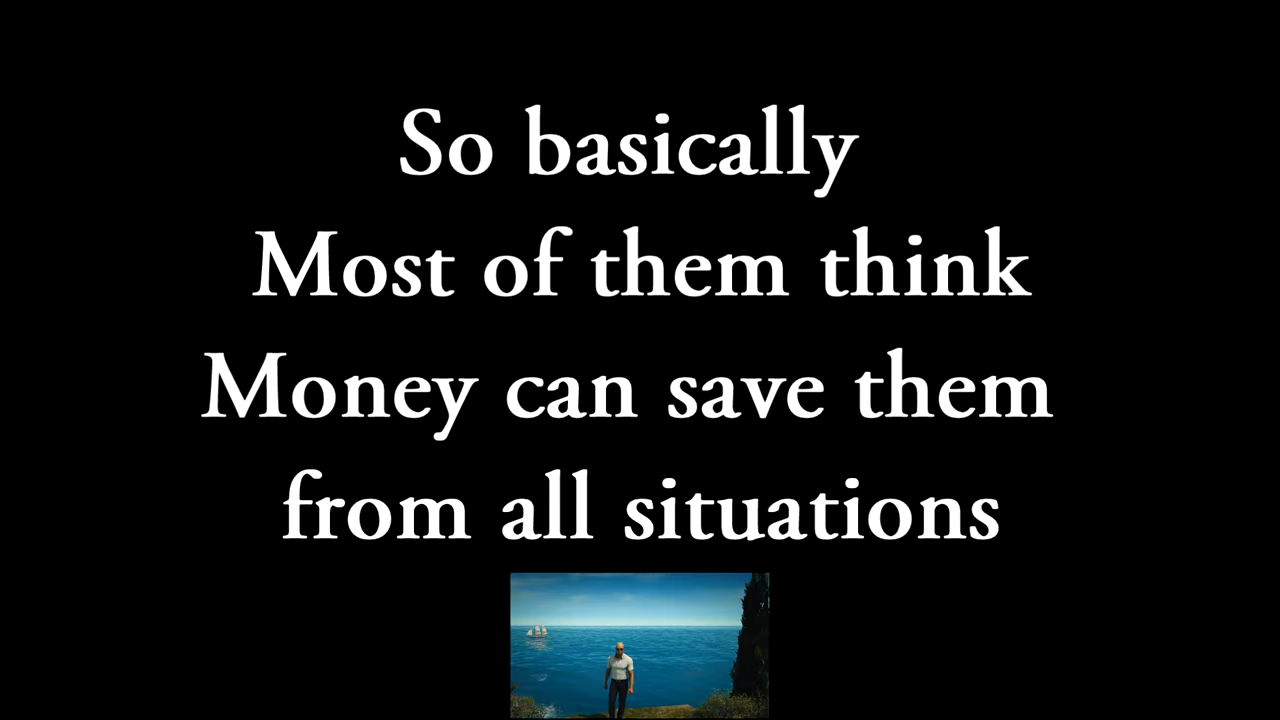 So basically
Most of them think
Money can save them
from all situations